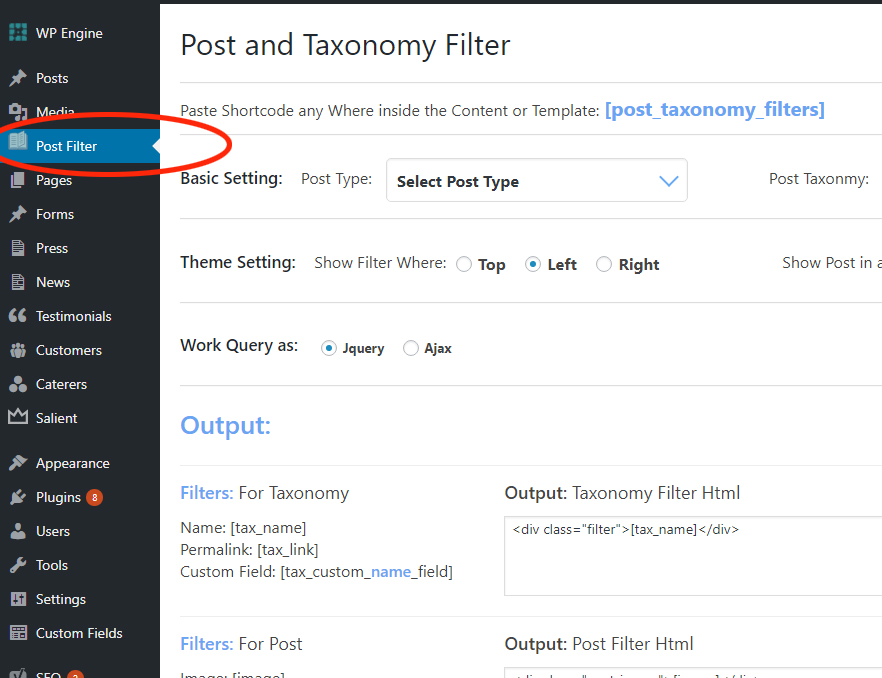 WP Engine
Posts
Media
Post Filter
Pages
Forms
Press
News
Testimonials
Customers
Caterers
Salient
Appearance
Plugins 8
Users
Tools
Settings
Custom Fields
SEO
Post and Taxonomy Filter
Paste Shortcode any Where inside the Content or Template: [post_taxonomy_filters]
Basic Setting: Post Type: Select Post Type Post Taxonmy:
Theme Setting: Show Filter Where: Top Left Right Show Post in a
Work Query as: Jquery Ajax
Output:
Filters: For Taxonomy
Name: [tax_name]
Permalink: [tax_link]
Custom Field: [tax_custom_name_field]
Output: Taxonomy Filter Html
<div class="filter">[tax_name]</div>
Filters: For Post
Image: [image]
Output: Post Filter Html